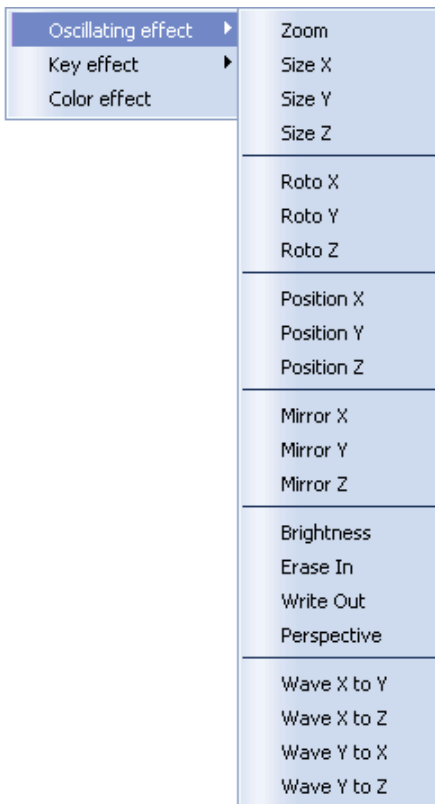 Oscillating effect
Key effect
Color effect
Zoom
Size X
Size Y
Size Z
Roto X
Roto Y
Roto Z
Position X
Position Y
Position Z
Mirror X
Mirror Y
Mirror Z
Brightness
Erase In
Write Out
Perspective
Wave X to Y
Wave X to Z
Wave Y to X
Wave Y to Z